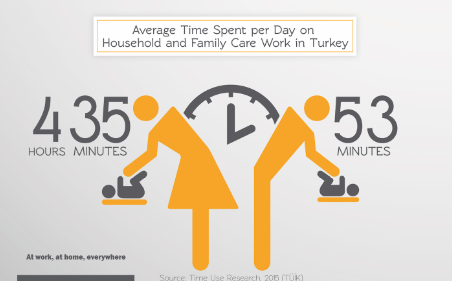 Average Time Spent per Day on
Household and Family Care Work in Turkey
4 35
HOURS MINUTES
53
MINUTES
At work, at home, everywhere
Source: Time Use Research, 2015 (TUIK)